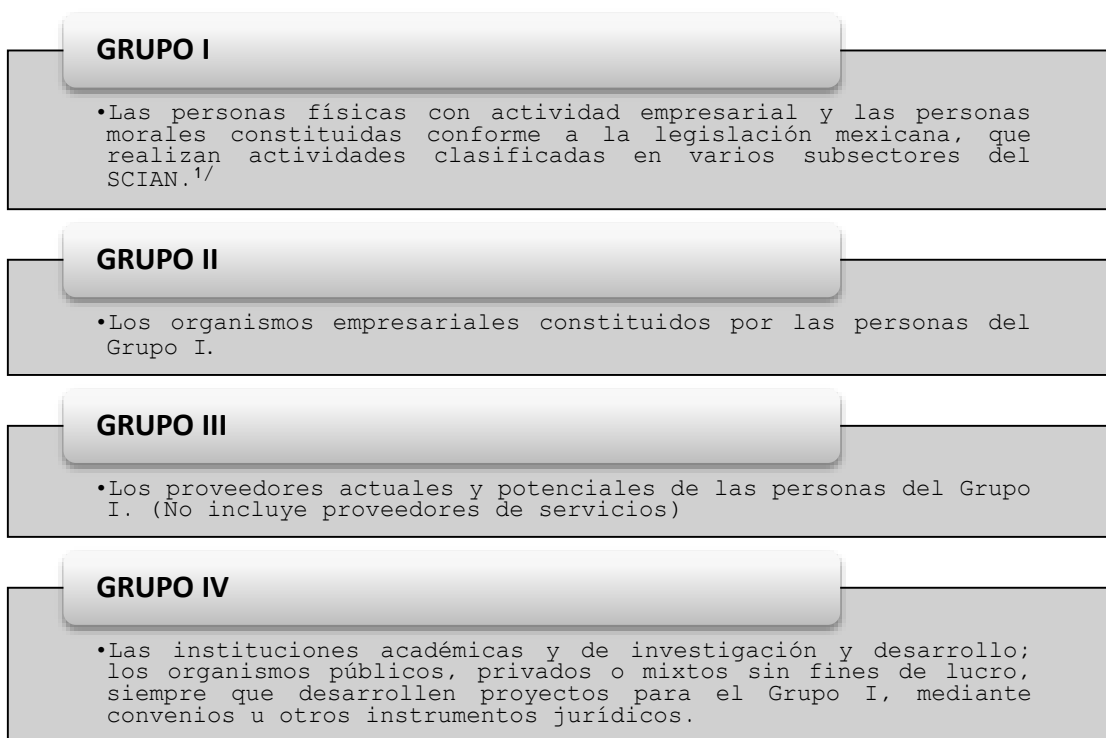 GRUPO I
•Las personas físicas con actividad empresarial y las personas
morales constituidas conforme a la legislación mexicana, que
realizan actividades clasificadas en varios subsectores del
SCIAN.1/
GRUPO II
•Los organismos empresariales constituidos por las personas del
Grupo I.
GRUPO III
•Los proveedores actuales y potenciales de las personas del Grupo
I. (No incluye proveedores de servicios)
GRUPO IV
•Las instituciones académicas y de investigación y desarrollo;
los organismos públicos, privados o mixtos sin fines de lucro,
siempre que desarrollen proyectos para el Grupo I, mediante
convenios u otros instrumentos jurídicos.